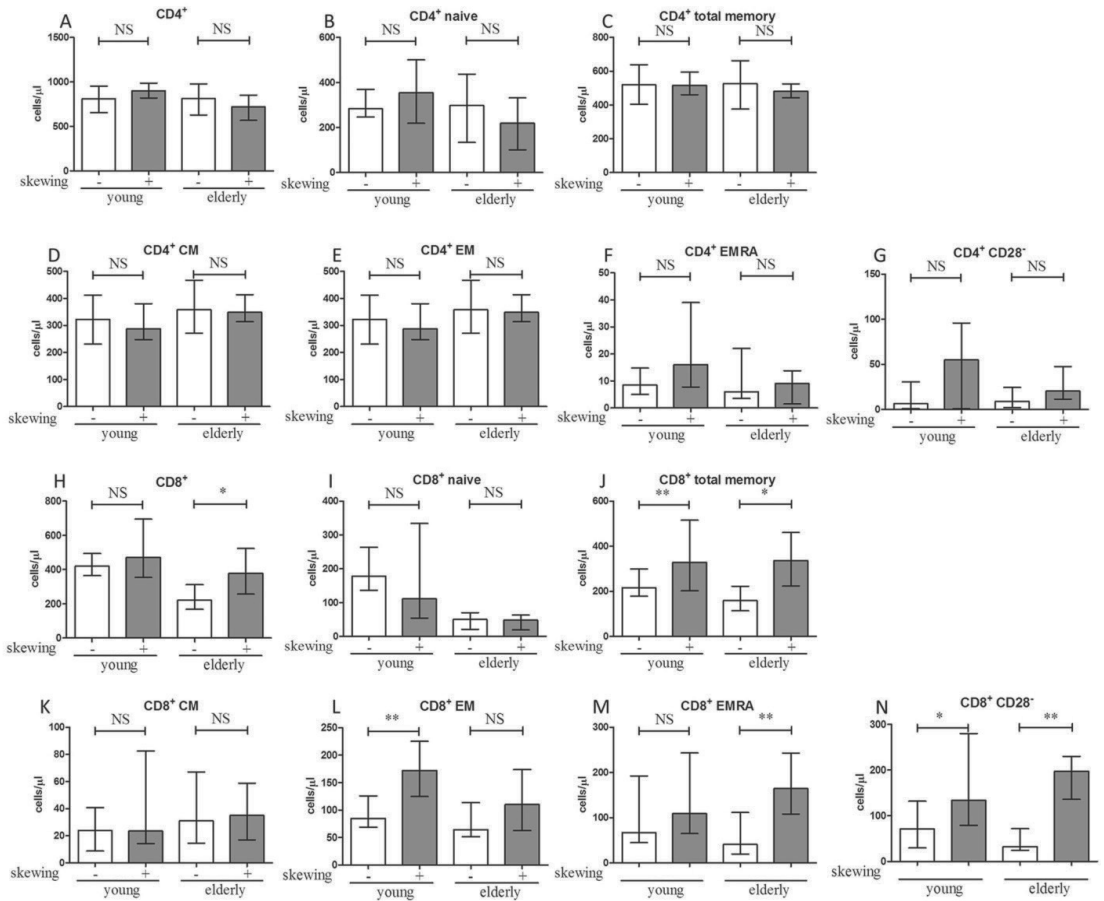 A
CD4⁺
NS
NS
1500
1000
500
0
cells/µl
skewing
- + - +
young
elderly
B
CD4⁺ naive
NS
NS
600
400
200
0
cells/µl
skewing
- + - +
young
elderly
C
CD4⁺ total memory
NS
NS
800
600
400
200
0
cells/µl
skewing
- + - +
young
elderly
D
CD4⁺ CM
NS
NS
500
400
300
200
100
0
cells/µl
skewing
- + - +
young
elderly
E
CD4⁺ EM
NS
NS
500
400
300
200
100
0
cells/µl
skewing
- + - +
young
elderly
F
CD4⁺ EMRA
NS
NS
50
40
30
20
10
0
cells/µl
skewing
- + - +
young
elderly
G
CD4⁺ CD28⁻
NS
NS
150
100
50
0
cells/µl
skewing
- + - +
young
elderly
H
CD8⁺
NS
*
800
600
400
200
0
cells/µl
skewing
- + - +
young
elderly
I
CD8⁺ naive
NS
NS
400
300
200
100
0
cells/µl
skewing
- + - +
young
elderly
J
CD8⁺ total memory
**
*
600
400
200
0
cells/µl
skewing
- + - +
young
elderly
K
CD8⁺ CM
NS
NS
100
80
60
40
20
0
cells/µl
skewing
- + - +
young
elderly
L
CD8⁺ EM
**
NS
250
200
150
100
50
0
cells/µl
skewing
- + - +
young
elderly
M
CD8⁺ EMRA
NS
**
300
200
100
0
cells/µl
skewing
- + - +
young
elderly
N
CD8⁺ CD28⁻
*
**
300
200
100
0
cells/µl
skewing
- + - +
young
elderly